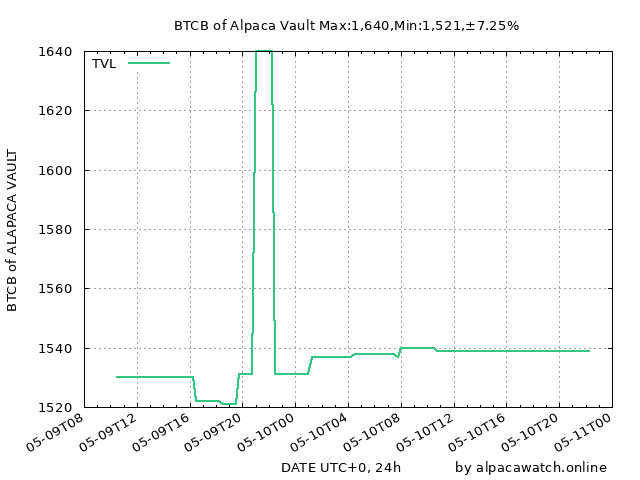 BTCB of Alpaca Vault Max:1,640,Min:1,521,±7.25%
TVL
BTCB of ALAPACA VAULT
1640
1620
1600
1580
1560
1540
1520
05-09T08
05-09T12
05-09T16
05-09T20
05-10T00
05-10T04
05-10T08
05-10T12
05-10T16
05-10T20
05-11T00
DATE UTC+0, 24h
by alpacawatch.online